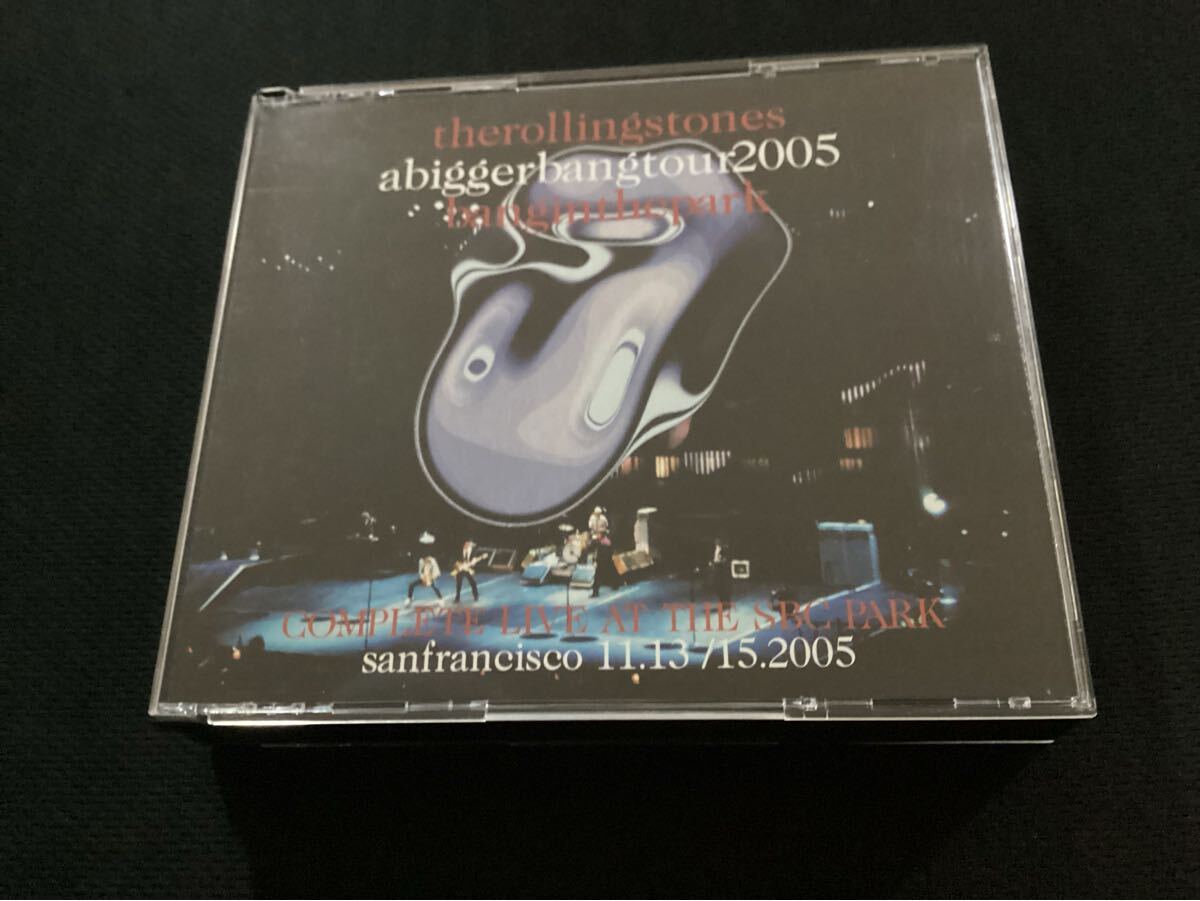 therollingstones
abiggerbangtour2005
banginthepark
COMPLETE LIVE AT THE SBC PARK
sanfrancisco 11.13/15.2005